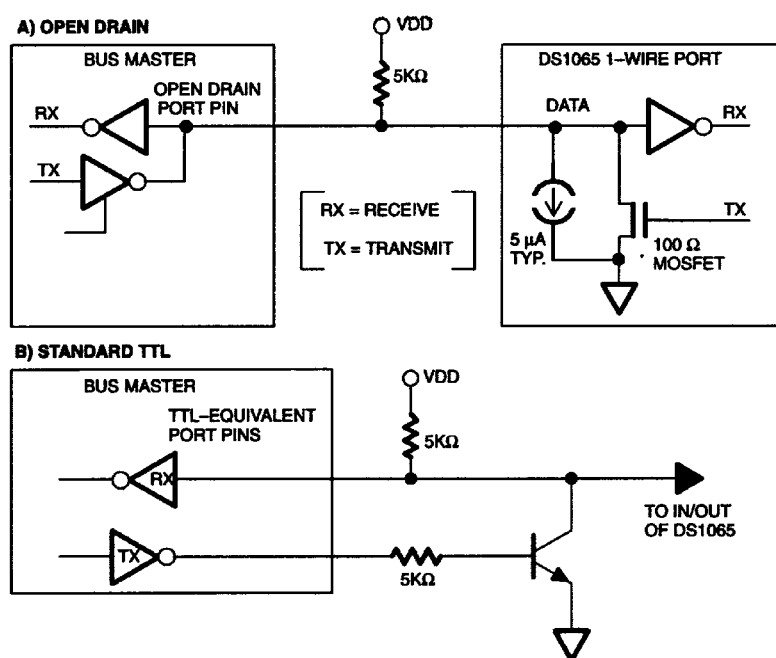 A) OPEN DRAIN
BUS MASTER
OPEN DRAIN
PORT PIN
RX
TX
VDD
5KΩ
RX = RECEIVE
TX = TRANSMIT
DS1065 1–WIRE PORT
DATA
RX
TX
5 µA
TYP.
100 Ω
MOSFET
B) STANDARD TTL
BUS MASTER
TTL–EQUIVALENT
PORT PINS
RX
TX
VDD
5KΩ
5KΩ
TO IN/OUT
OF DS1065